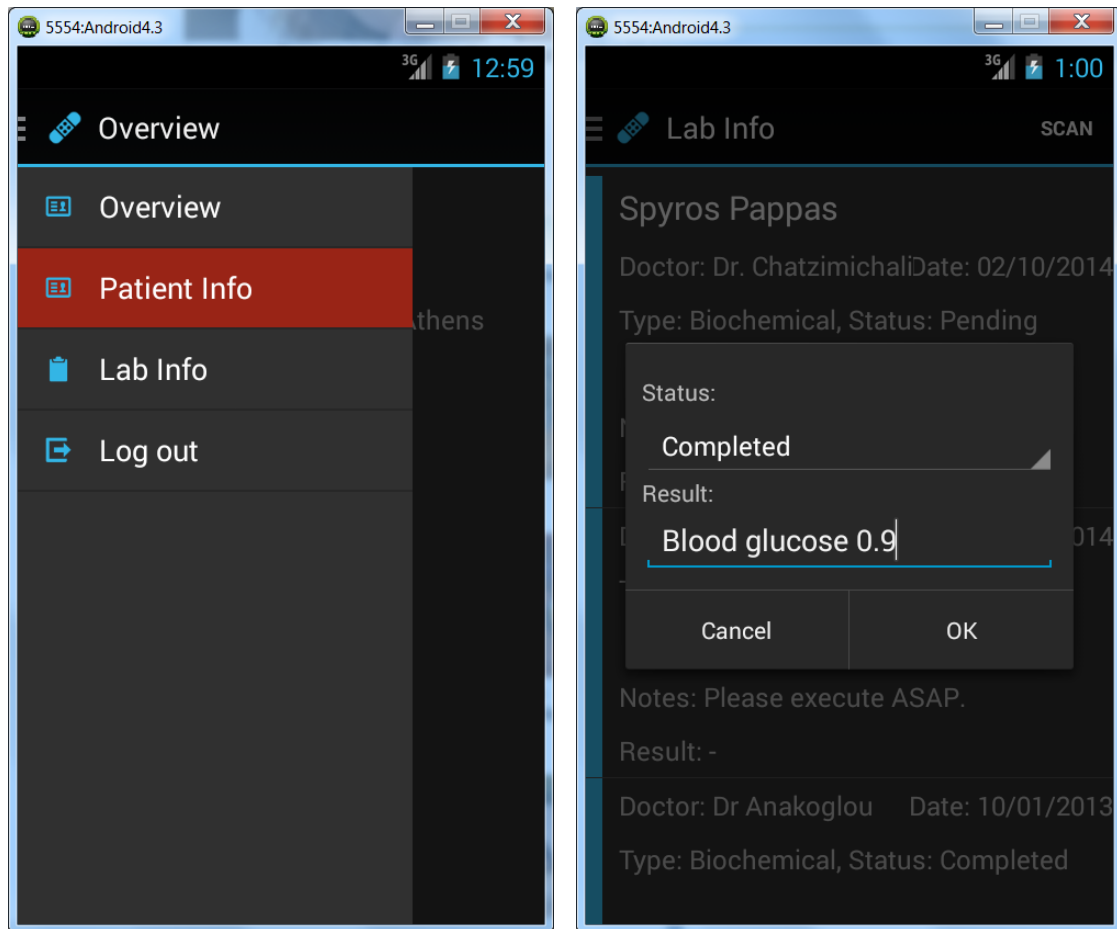 5554:Android4.3
3G 12:59
Overview
Overview
Patient Info
Athens
Lab Info
Log out
5554:Android4.3
3G 1:00
Lab Info SCAN
Spyros Pappas
Doctor: Dr. Chatzimichali Date: 02/10/2014
Type: Biochemical, Status: Pending
Status:
Completed
Result:
Blood glucose 0.9
014
Cancel OK
Notes: Please execute ASAP.
Result: -
Doctor: Dr Anakoglou Date: 10/01/2013
Type: Biochemical, Status: Completed